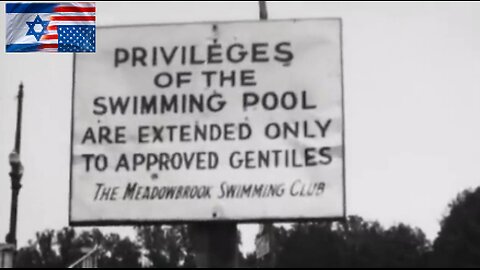 PRIVILEGES
OF THE
SWIMMING POOL
ARE EXTENDED ONLY
TO APPROVED GENTILES
THE MEADOWBROOK SWIMMING CLUB